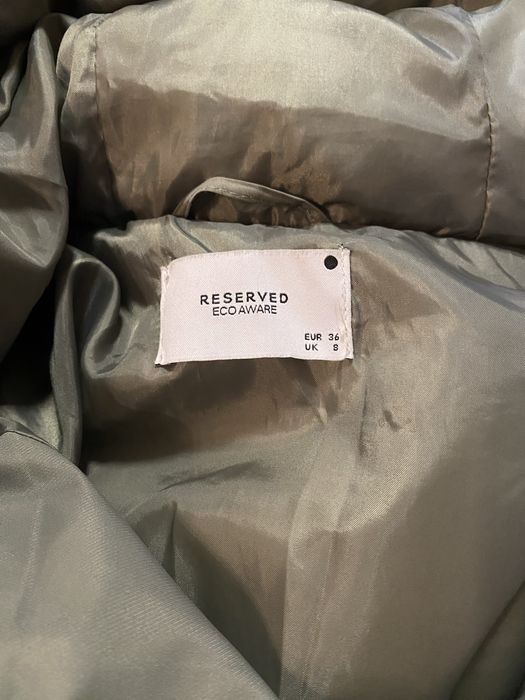 RESERVED
ECO AWARE
EUR 36
UK 8